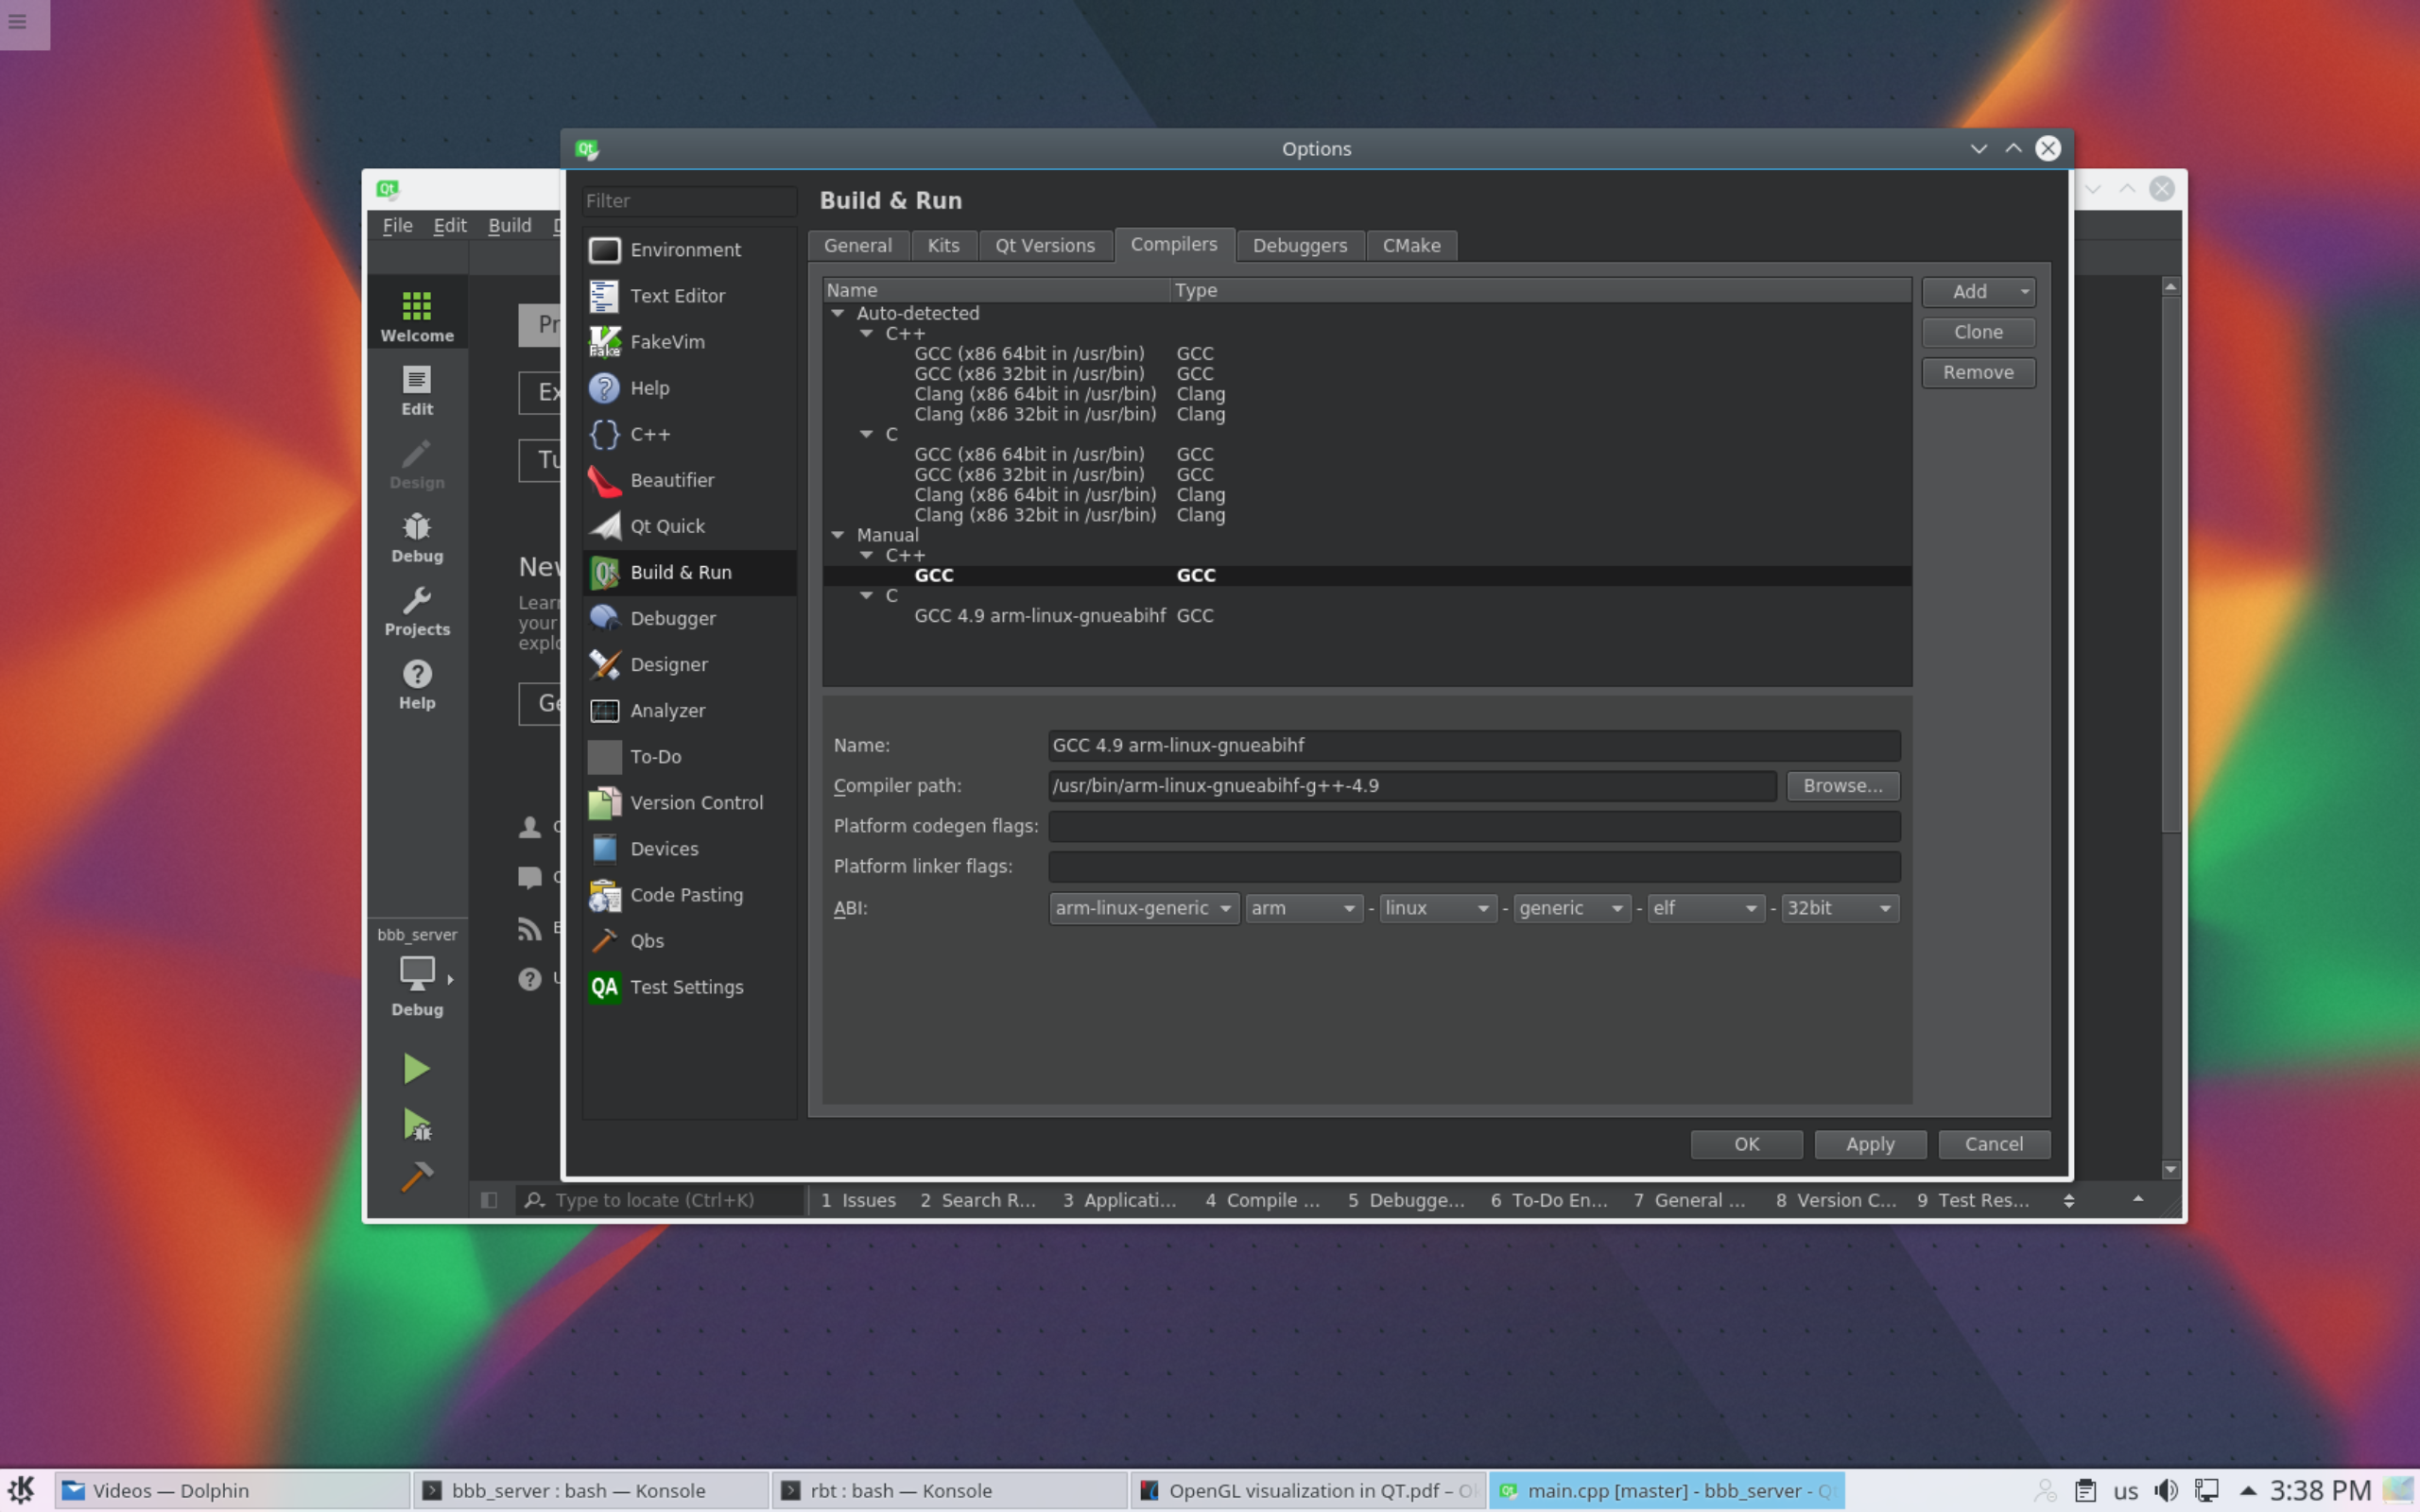 Options
File Edit Build
Filter
Build & Run
Environment
Text Editor
FakeVim
Help
C++
Beautifier
Qt Quick
Build & Run
Debugger
Designer
Analyzer
To-Do
Version Control
Devices
Code Pasting
Qbs
QA Test Settings
General Kits Qt Versions Compilers Debuggers CMake
Name Type
Auto-detected
C++
GCC (x86 64bit in /usr/bin) GCC
GCC (x86 32bit in /usr/bin) GCC
Clang (x86 64bit in /usr/bin) Clang
Clang (x86 32bit in /usr/bin) Clang
C
GCC (x86 64bit in /usr/bin) GCC
GCC (x86 32bit in /usr/bin) GCC
Clang (x86 64bit in /usr/bin) Clang
Clang (x86 32bit in /usr/bin) Clang
Manual
C++
GCC GCC
C
GCC 4.9 arm-linux-gnueabihf GCC
Add
Clone
Remove
Name: GCC 4.9 arm-linux-gnueabihf
Compiler path: /usr/bin/arm-linux-gnueabihf-g++-4.9 Browse...
Platform codegen flags:
Platform linker flags:
ABI: arm-linux-generic arm - linux - generic - elf - 32bit
OK Apply Cancel
Welcome
Edit
Design
Debug
Projects
Help
bbb_server
Debug
Learn
your
Type to locate (Ctrl+K) 1 Issues 2 Search R... 3 Applicati... 4 Compile ... 5 Debugge... 6 To-Do En... 7 General ... 8 Version C... 9 Test Res...
Videos — Dolphin bbb_server : bash — Konsole rbt : bash — Konsole OpenGL visualization in QT.pdf – main.cpp [master] - bbb_server - us 3:38 PM